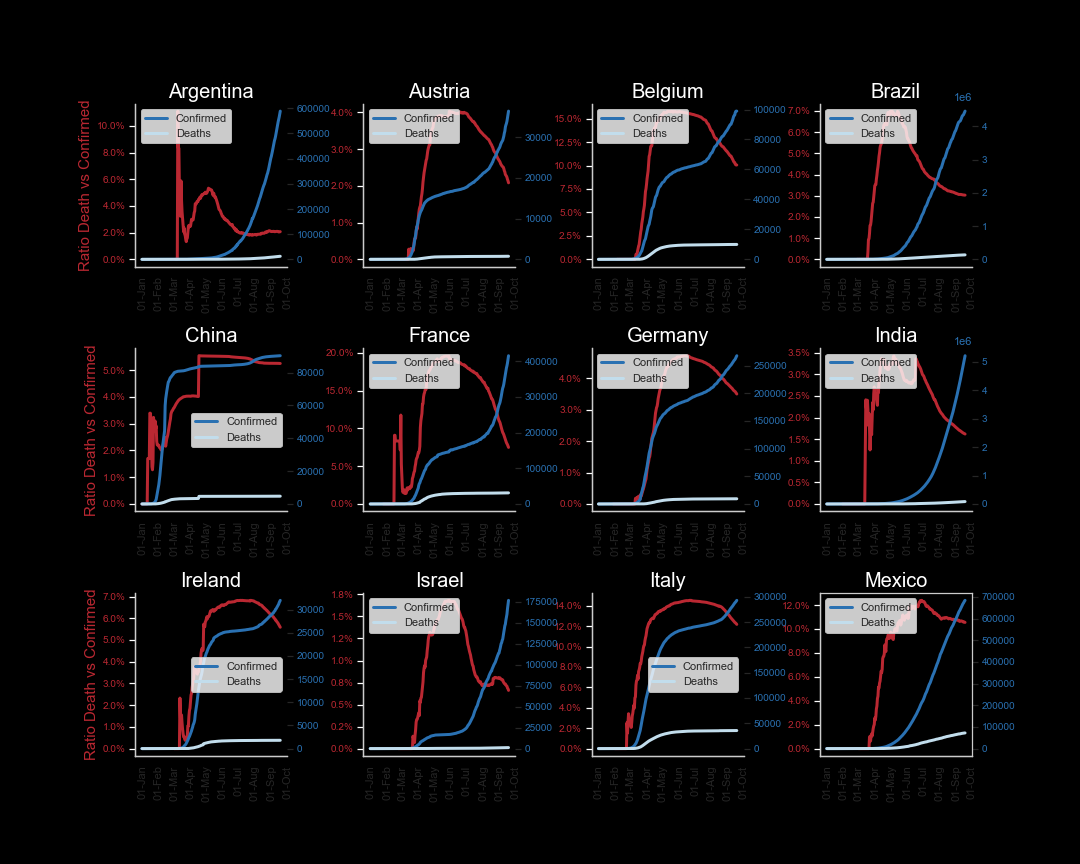 Argentina
Austria
Belgium
Brazil
Ratio Death vs Confirmed
10.0%
8.0%
6.0%
4.0%
2.0%
0.0%
Confirmed
Deaths
600000
500000
400000
300000
200000
100000
0
4.0%
3.0%
2.0%
1.0%
0.0%
Confirmed
Deaths
30000
20000
10000
0
15.0%
12.5%
10.0%
7.5%
5.0%
2.5%
0.0%
Confirmed
Deaths
100000
80000
60000
40000
20000
0
7.0%
6.0%
5.0%
4.0%
3.0%
2.0%
1.0%
0.0%
Confirmed
Deaths
1e6
4
3
2
1
0
01-Jan 01-Feb 01-Mar 01-Apr 01-May 01-Jun 01-Jul 01-Aug 01-Sep 01-Oct
01-Jan 01-Feb 01-Mar 01-Apr 01-May 01-Jun 01-Jul 01-Aug 01-Sep 01-Oct
01-Jan 01-Feb 01-Mar 01-Apr 01-May 01-Jun 01-Jul 01-Aug 01-Sep 01-Oct
01-Jan 01-Feb 01-Mar 01-Apr 01-May 01-Jun 01-Jul 01-Aug 01-Sep 01-Oct
China
France
Germany
India
Ratio Death vs Confirmed
5.0%
4.0%
3.0%
2.0%
1.0%
0.0%
Confirmed
Deaths
80000
60000
40000
20000
0
20.0%
15.0%
10.0%
5.0%
0.0%
Confirmed
Deaths
400000
300000
200000
100000
0
4.0%
3.0%
2.0%
1.0%
0.0%
Confirmed
Deaths
250000
200000
150000
100000
50000
0
3.5%
3.0%
2.5%
2.0%
1.5%
1.0%
0.5%
0.0%
Confirmed
Deaths
1e6
5
4
3
2
1
0
01-Jan 01-Feb 01-Mar 01-Apr 01-May 01-Jun 01-Jul 01-Aug 01-Sep 01-Oct
01-Jan 01-Feb 01-Mar 01-Apr 01-May 01-Jun 01-Jul 01-Aug 01-Sep 01-Oct
01-Jan 01-Feb 01-Mar 01-Apr 01-May 01-Jun 01-Jul 01-Aug 01-Sep 01-Oct
01-Jan 01-Feb 01-Mar 01-Apr 01-May 01-Jun 01-Jul 01-Aug 01-Sep 01-Oct
Ireland
Israel
Italy
Mexico
Ratio Death vs Confirmed
7.0%
6.0%
5.0%
4.0%
3.0%
2.0%
1.0%
0.0%
Confirmed
Deaths
30000
25000
20000
15000
10000
5000
0
1.8%
1.5%
1.2%
1.0%
0.8%
0.5%
0.2%
0.0%
Confirmed
Deaths
175000
150000
125000
100000
75000
50000
25000
0
14.0%
12.0%
10.0%
8.0%
6.0%
4.0%
2.0%
0.0%
Confirmed
Deaths
300000
250000
200000
150000
100000
50000
0
12.0%
10.0%
8.0%
6.0%
4.0%
2.0%
0.0%
Confirmed
Deaths
700000
600000
500000
400000
300000
200000
100000
0
01-Jan 01-Feb 01-Mar 01-Apr 01-May 01-Jun 01-Jul 01-Aug 01-Sep 01-Oct
01-Jan 01-Feb 01-Mar 01-Apr 01-May 01-Jun 01-Jul 01-Aug 01-Sep 01-Oct
01-Jan 01-Feb 01-Mar 01-Apr 01-May 01-Jun 01-Jul 01-Aug 01-Sep 01-Oct
01-Jan 01-Feb 01-Mar 01-Apr 01-May 01-Jun 01-Jul 01-Aug 01-Sep 01-Oct